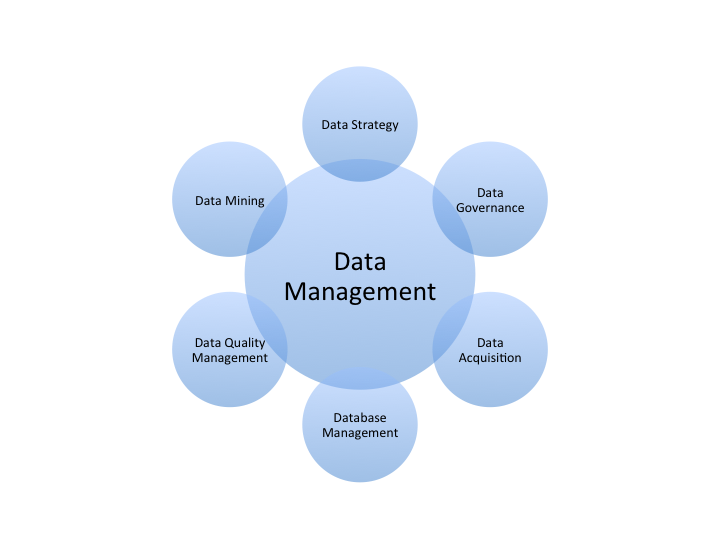 Data Strategy
Data Mining
Data
Governance
Data
Management
Data Quality
Management
Data
Acquisition
Database
Management